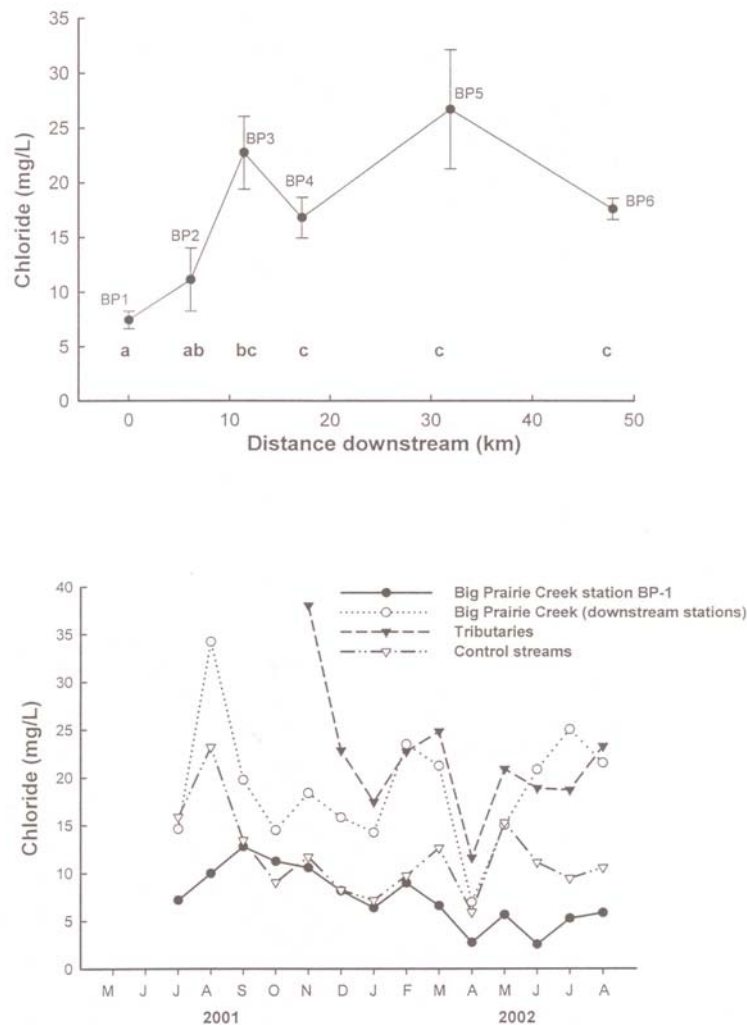 35
30
BP5
25
BP3
20
BP4
BP6
15
BP2
10
BP1
5
a ab bc c c c
0
0 10 20 30 40 50
Chloride (mg/L)
Distance downstream (km)
40
35
30
25
20
15
10
5
0
Chloride (mg/L)
Big Prairie Creek station BP-1
Big Prairie Creek (downstream stations)
Tributaries
Control streams
M J J A S O N D J F M A M J J A
2001 2002